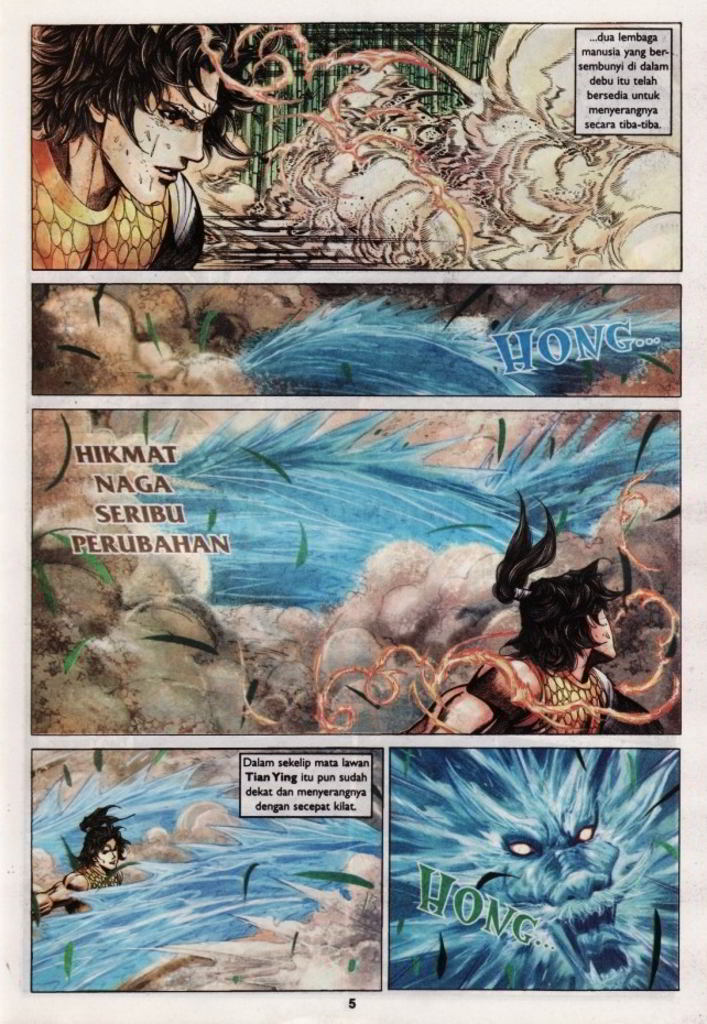 ...dua lembaga
manusia yang ber-
sembunyi di dalam
debu itu telah
bersedia untuk
menyerangnya
secara tiba-tiba.
HONG...
HIKMAT
NAGA
SERIBU
PERUBAHAN
Dalam sekelip mata lawan
Tian Ying itu pun sudah
dekat dan menyerangnya
dengan secepat kilat.
HONG...
5